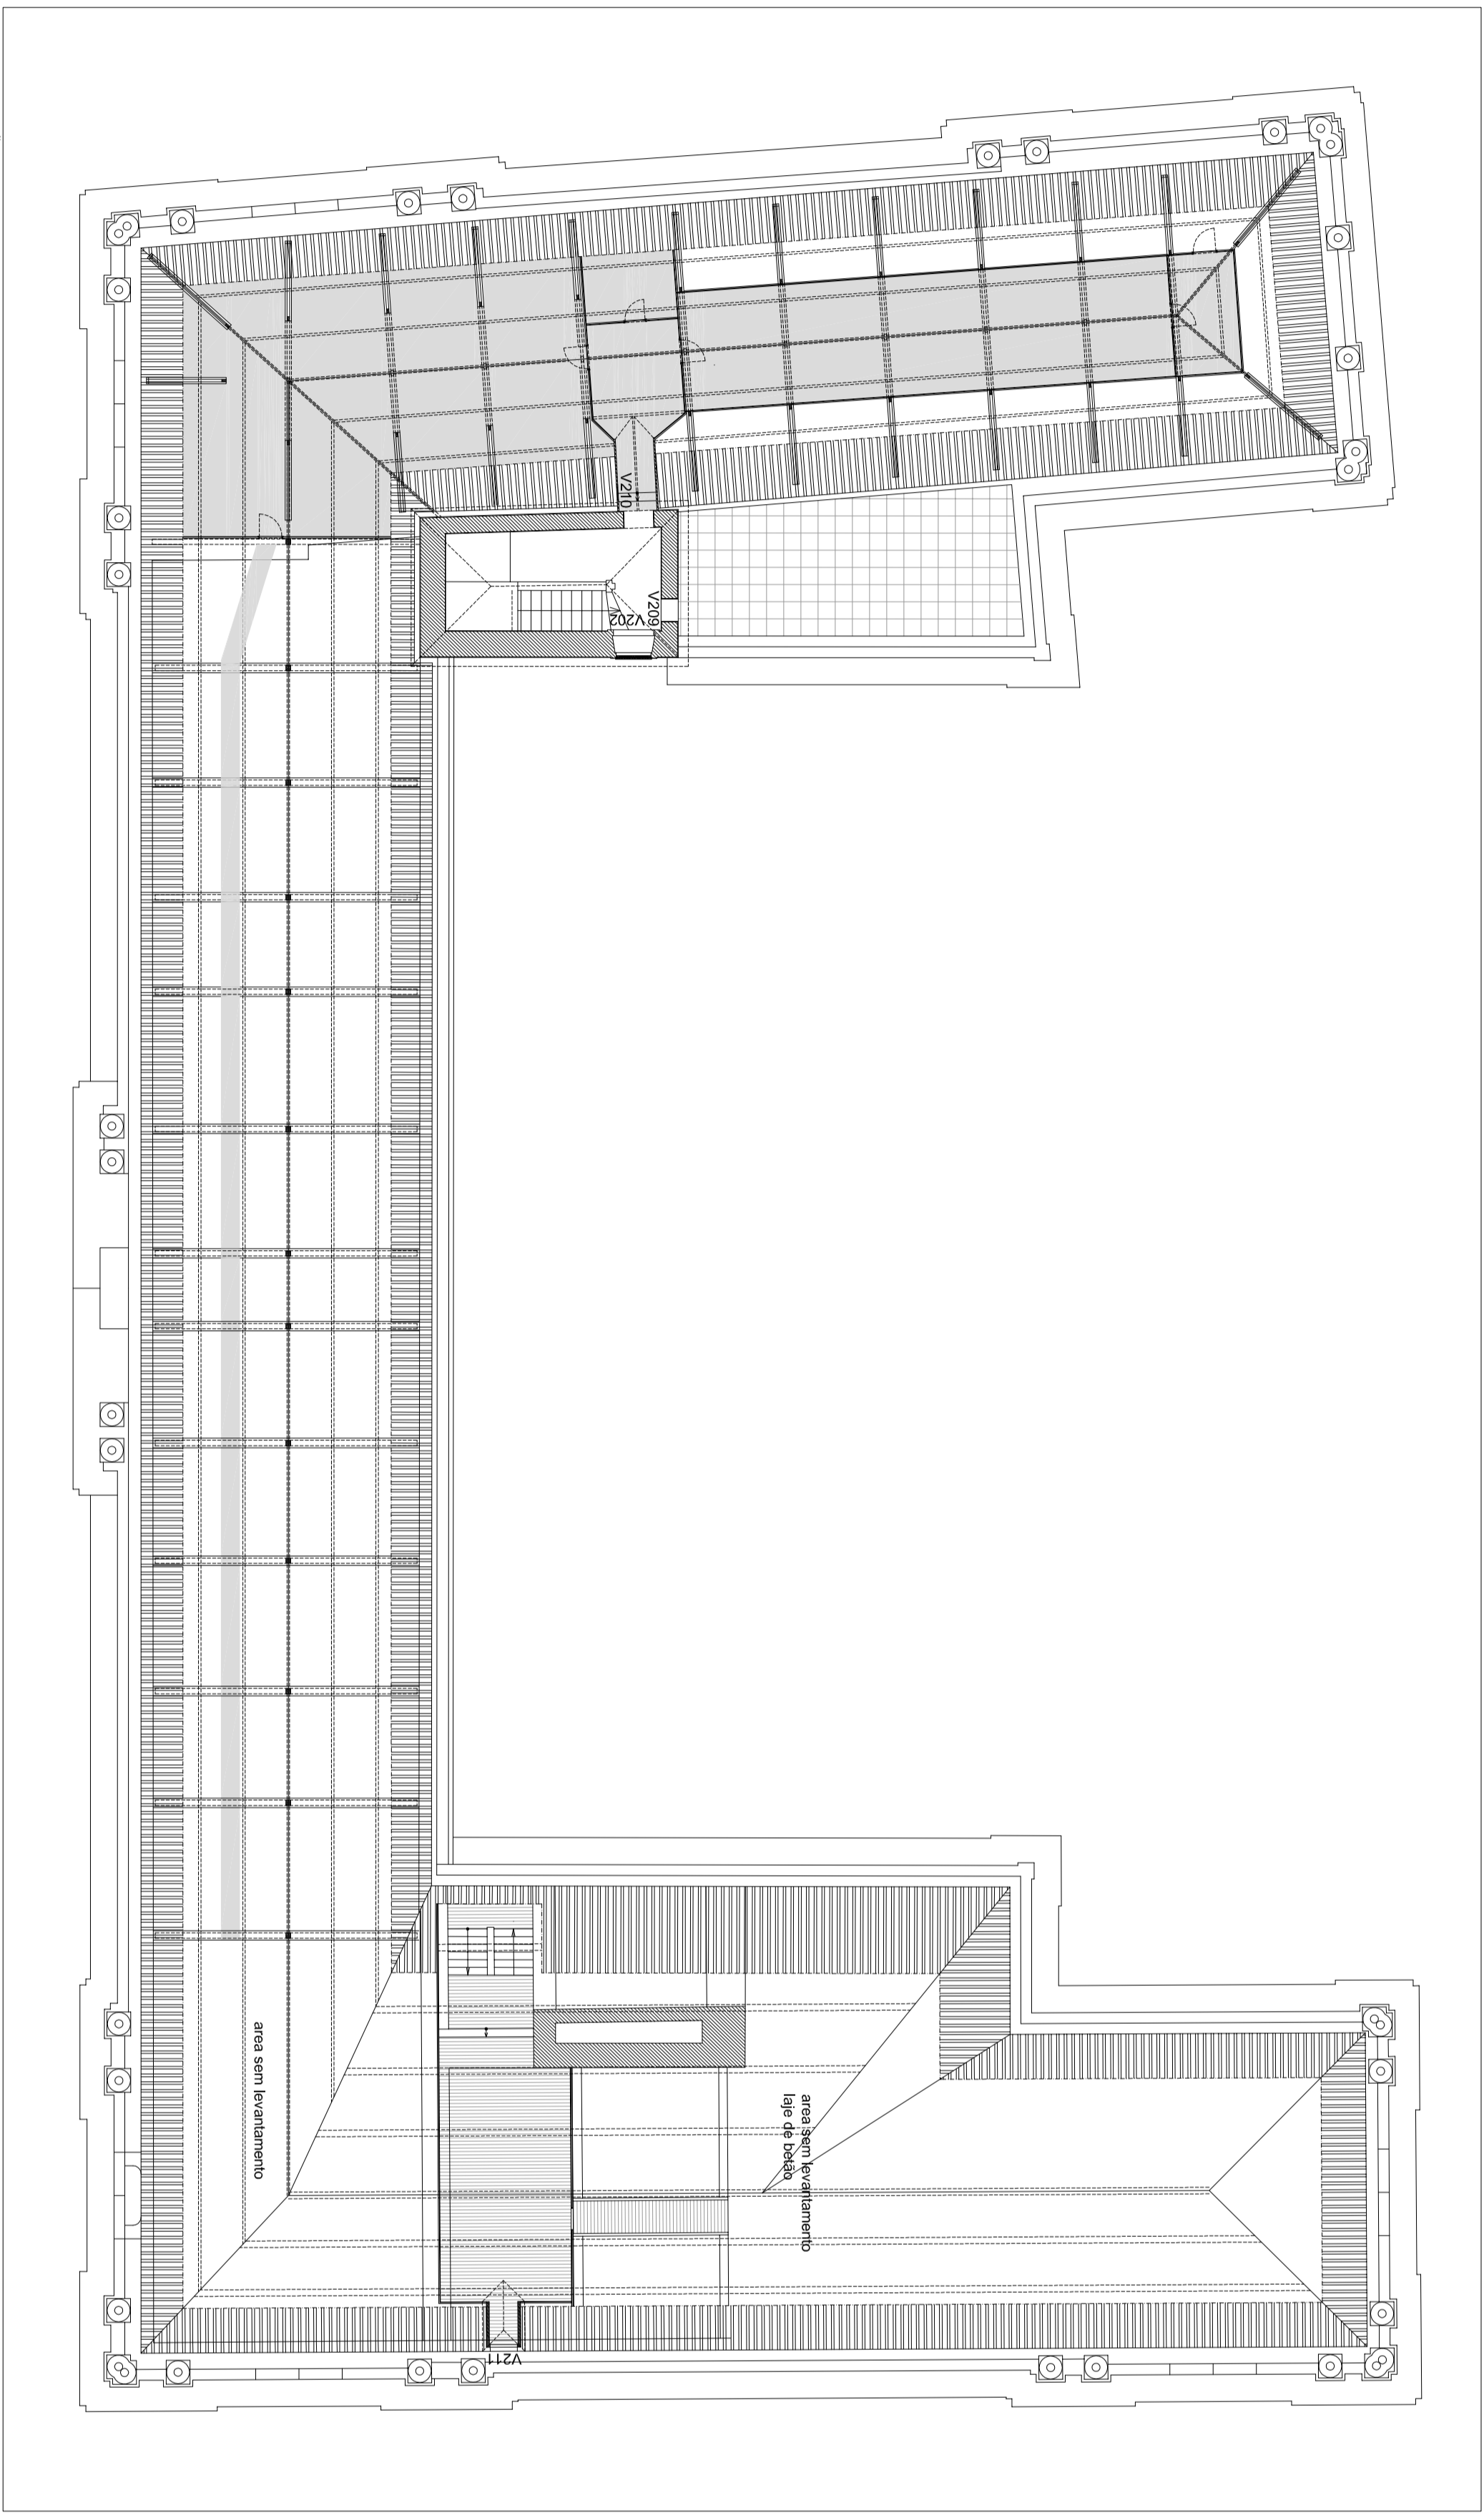 V210
V209
V202
area sem levantamento
area sem levantamento
laje de betão
V211